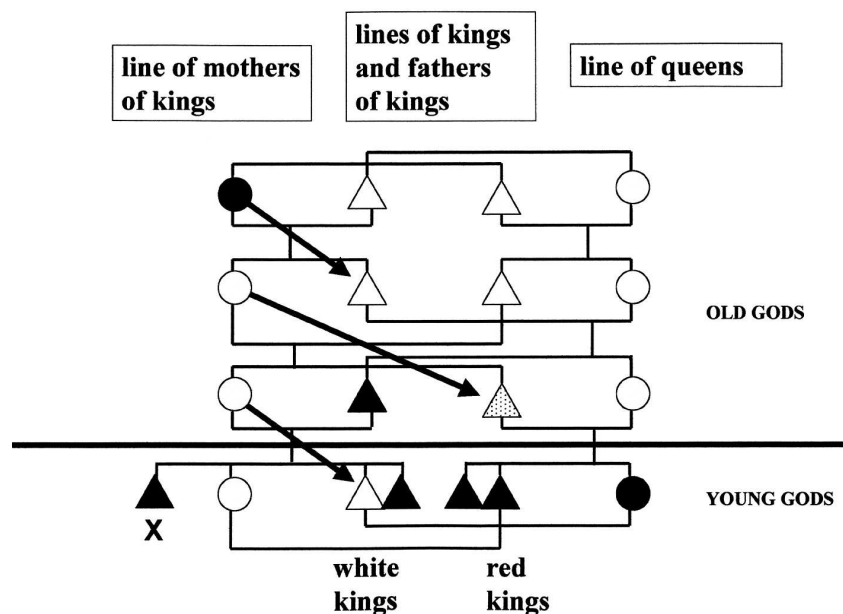 line of mothers
of kings
lines of kings
and fathers
of kings
line of queens
OLD GODS
YOUNG GODS
X
white
kings
red
kings